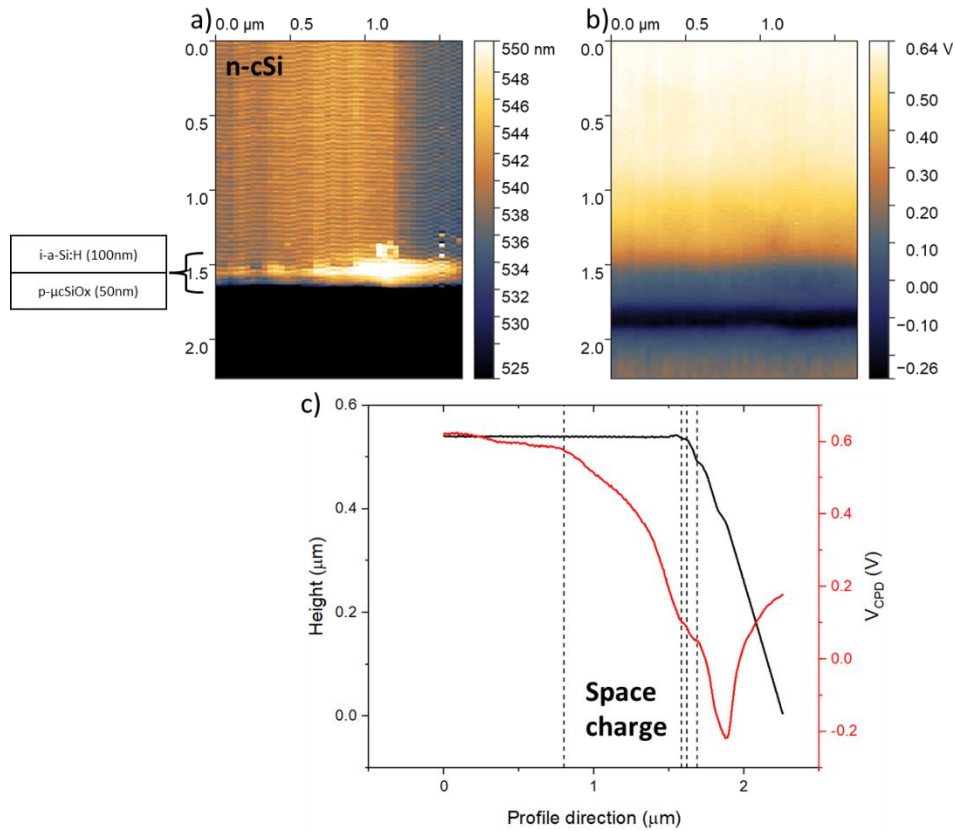 a)
0.0 µm 0.5 1.0
0.0
0.5
1.0
1.5
2.0
n-cSi
550 nm
548
546
544
542
540
538
536
534
532
530
525
i-a-Si:H (100nm)
p-µcSiOx (50nm)
b)
0.0 µm 0.5 1.0
0.0
0.5
1.0
1.5
2.0
0.64 V
0.50
0.40
0.30
0.20
0.10
0.00
−0.10
−0.26
c)
0.6
0.4
0.2
0.0
Height (µm)
0 1 2
Profile direction (µm)
Space
charge
0.6
0.4
0.2
0.0
-0.2
VCPD (V)